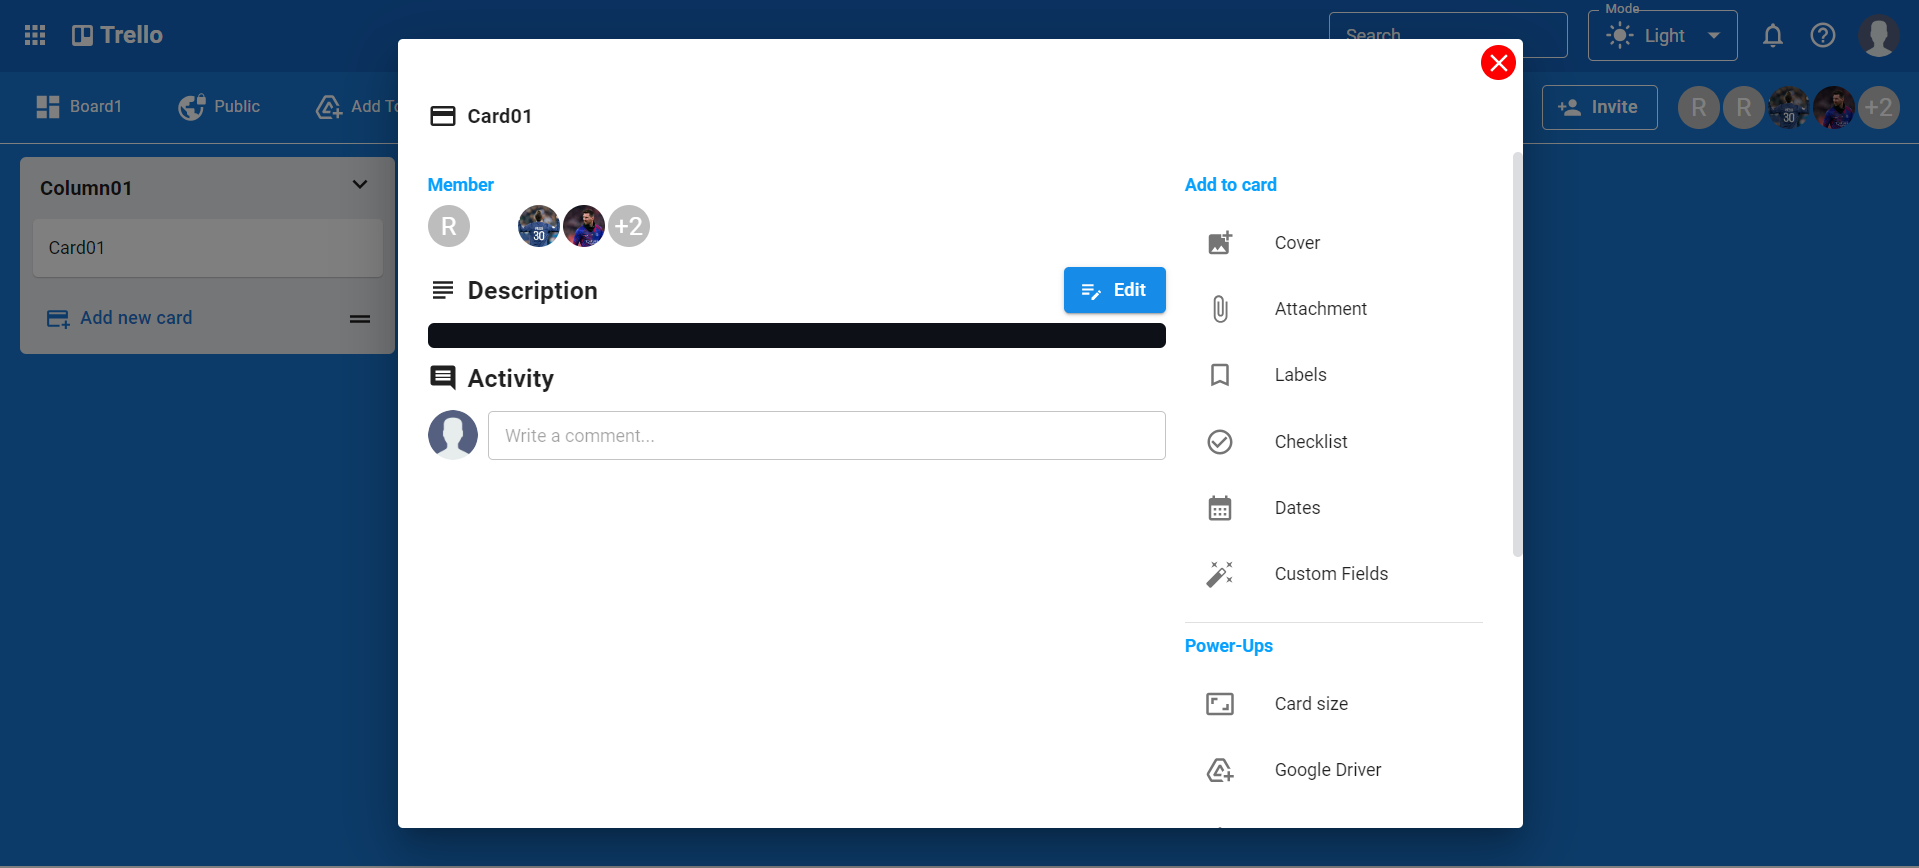 Trello
Search
Mode
Light
Board1
Public
Add To
Invite
R
R
30
+2
Column01
Card01
Add new card
Card01
Member
R
30
+2
Description
Edit
Activity
Write a comment...
Add to card
Cover
Attachment
Labels
Checklist
Dates
Custom Fields
Power-Ups
Card size
Google Driver